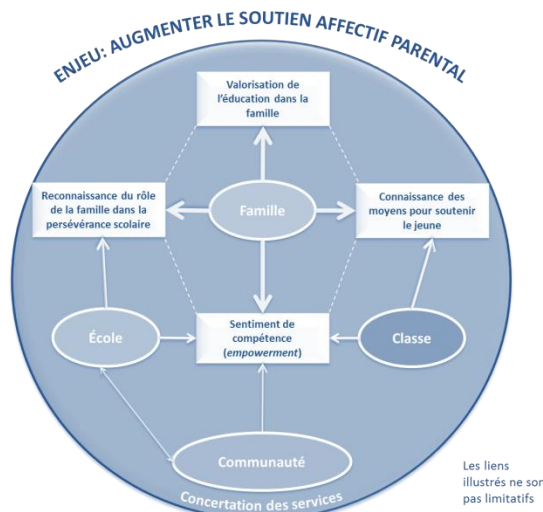 ENJEU: AUGMENTER LE SOUTIEN AFFECTIF PARENTAL
Valorisation de
l'éducation dans la
famille
Reconnaissance du rôle
de la famille dans la
persévérance scolaire
Famille
Connaissance des
moyens pour soutenir
le jeune
École
Sentiment de
compétence
(empowerment)
Classe
Communauté
Concertation des services
Les liens
illustrés ne son
pas limitatifs